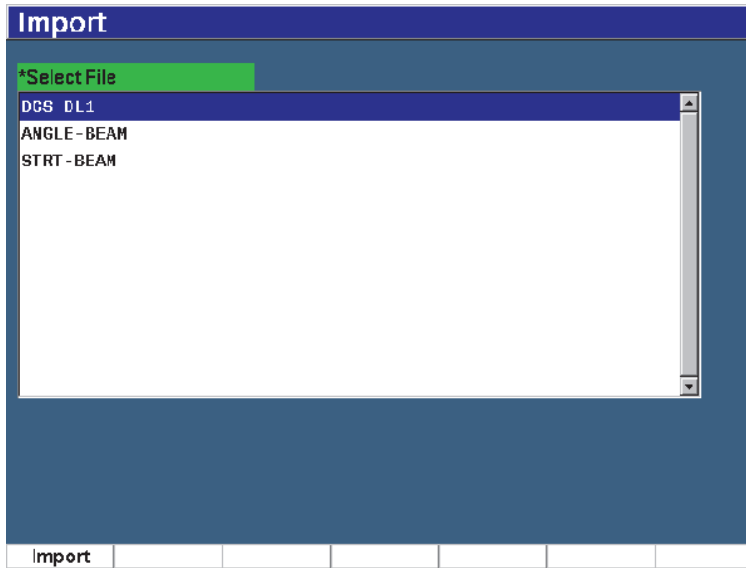 Import
*Select File
DGS DL1
ANGLE-BEAM
STRT-BEAM
Import